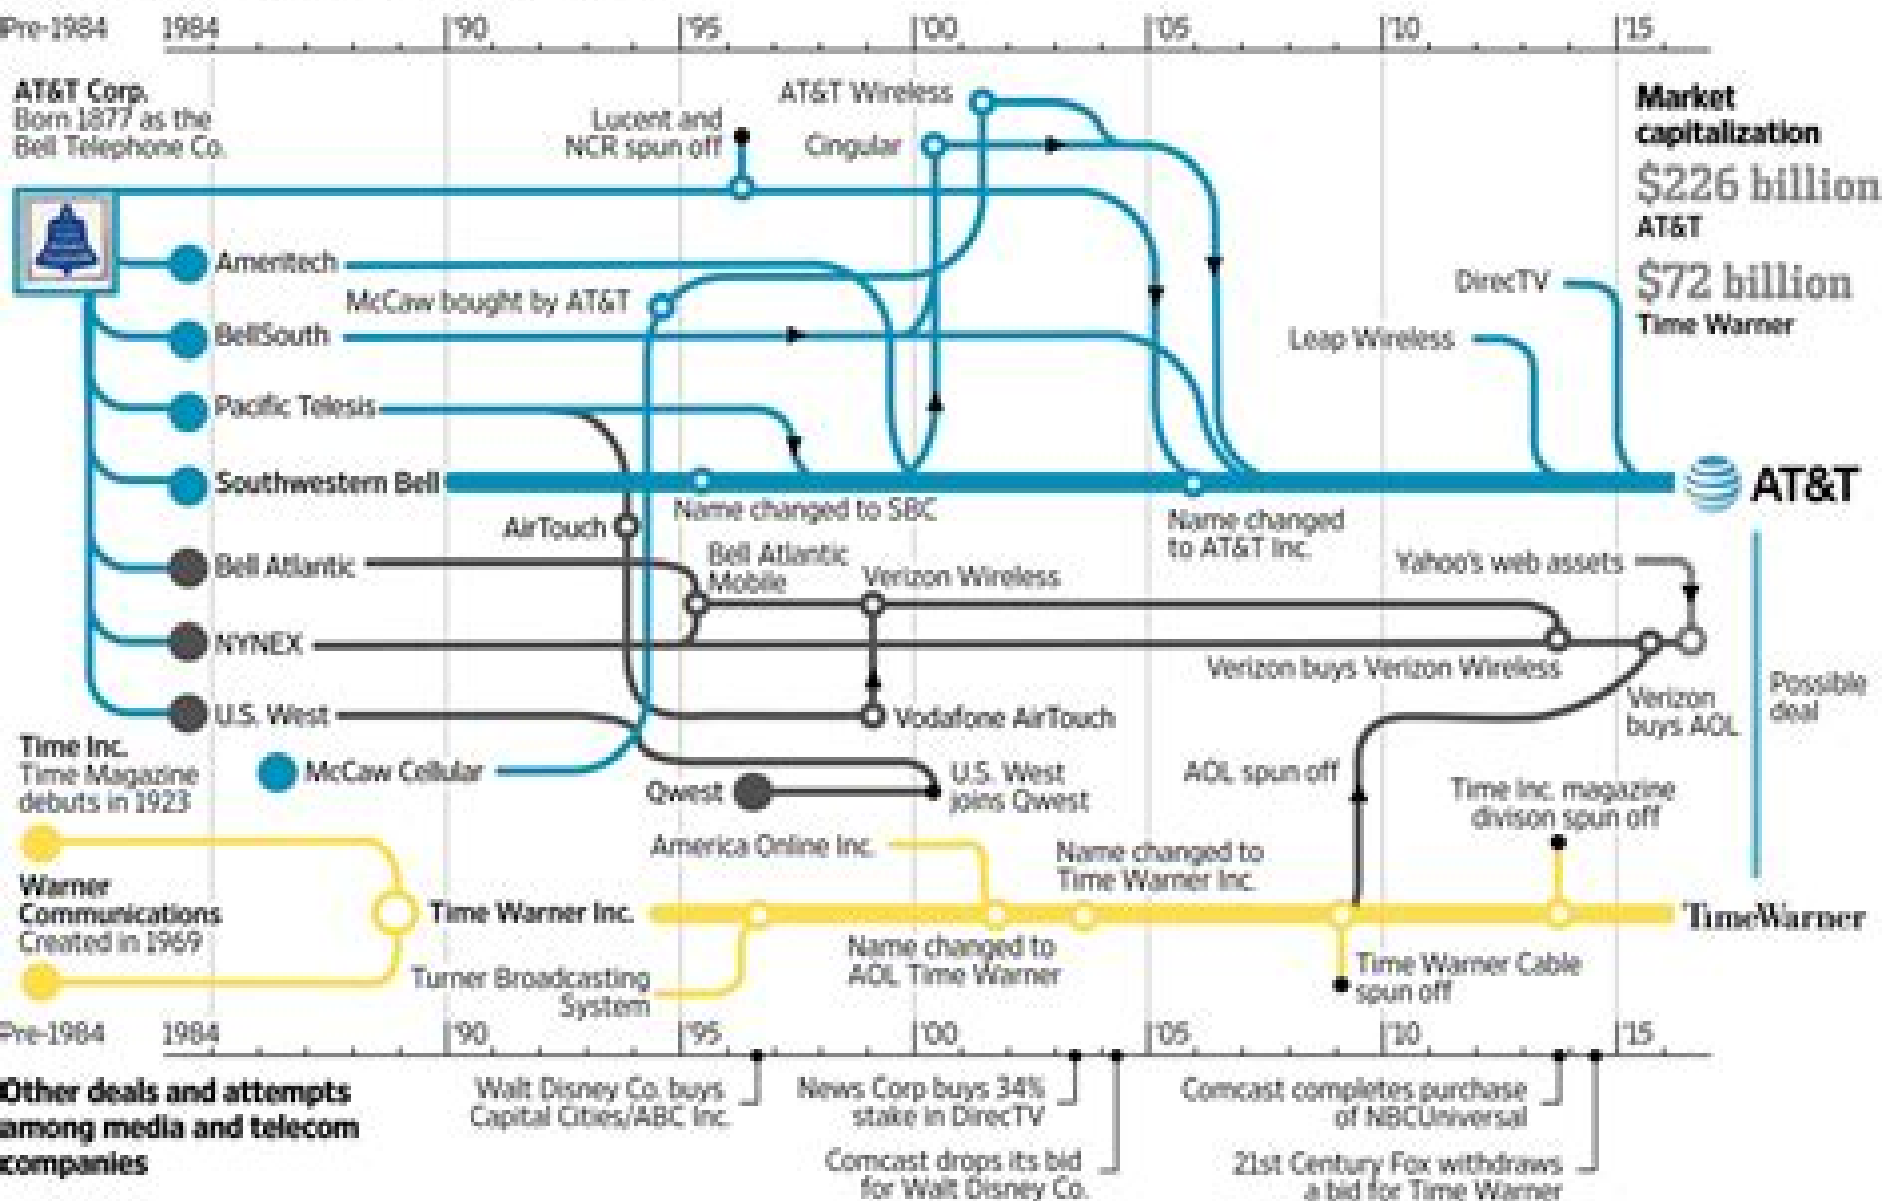 Pre-1984 1984 '90 '95 '00 '05 '10 '15
AT&T Corp.
Born 1877 as the
Bell Telephone Co.
Lucent and
NCR spun off
AT&T Wireless
Cingular
Market
capitalization
$226 billion
AT&T
$72 billion
Time Warner
Ameritech
McCaw bought by AT&T
BellSouth
DirecTV
Leap Wireless
Pacific Telesis
Southwestern Bell
AT&T
Name changed to SBC
Name changed
to AT&T Inc.
AirTouch
Bell Atlantic
Bell Atlantic
Mobile
Verizon Wireless
Yahoo's web assets
NYNEX
Verizon buys Verizon Wireless
Verizon
buys AOL
Possible
deal
U.S. West
Vodafone AirTouch
Time Inc.
Time Magazine
debuts in 1923
McCaw Cellular
Qwest
U.S. West
joins Qwest
AOL spun off
Time Inc. magazine
divison spun off
America Online Inc.
Name changed to
Time Warner Inc.
Warner
Communications
Created in 1969
Time Warner Inc.
TimeWarner
Name changed to
AOL Time Warner
Turner Broadcasting
System
Time Warner Cable
spun off
Pre-1984 1984 '90 '95 '00 '05 '10 '15
Other deals and attempts
among media and telecom
companies
Walt Disney Co. buys
Capital Cities/ABC Inc.
News Corp buys 34%
stake in DirecTV
Comcast drops its bid
for Walt Disney Co.
Comcast completes purchase
of NBCUniversal
21st Century Fox withdraws
a bid for Time Warner